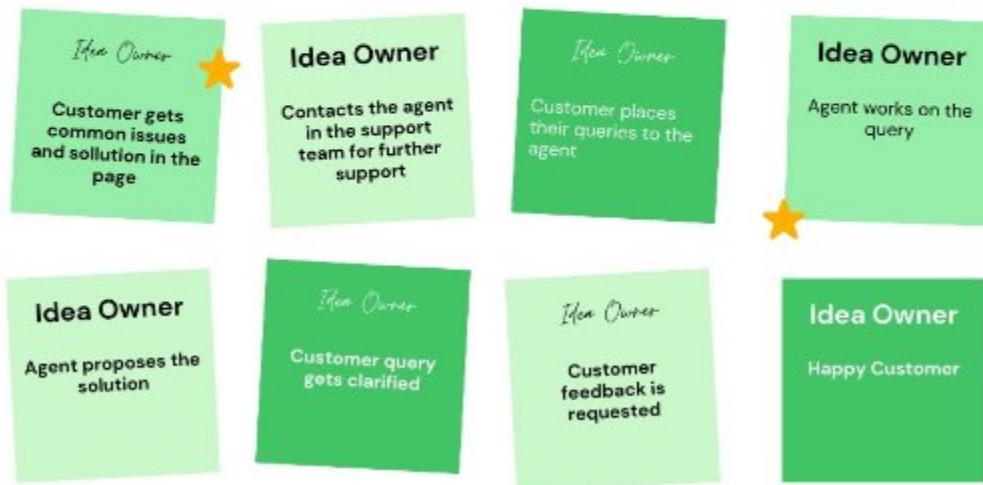 Idea Owner
Customer gets
common issues
and sollution in the
page
Idea Owner
Contacts the agent
in the support
team for further
support
Idea Owner
Customer places
their queries to the
agent
Idea Owner
Agent works on the
query
Idea Owner
Agent proposes the
solution
Idea Owner
Customer query
gets clarified
Idea Owner
Customer
feedback is
requested
Idea Owner
Happy Customer